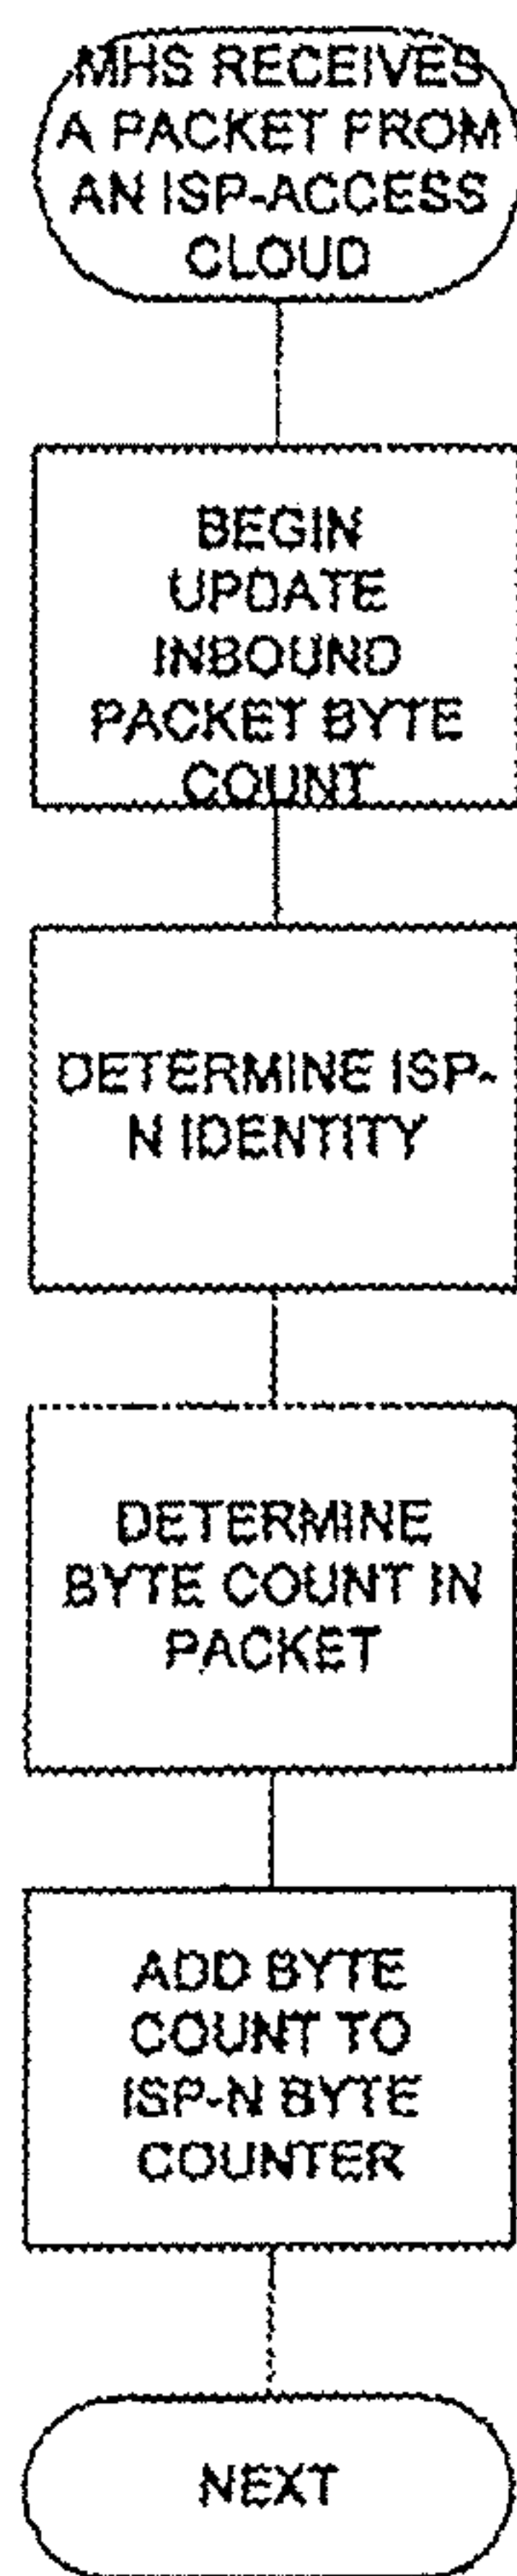 MHS RECEIVES
A PACKET FROM
AN ISP-ACCESS
CLOUD
BEGIN
UPDATE
INBOUND
PACKET BYTE
COUNT
DETERMINE ISP-
N IDENTITY
DETERMINE
BYTE COUNT IN
PACKET
ADD BYTE
COUNT TO
ISP-N BYTE
COUNTER
NEXT